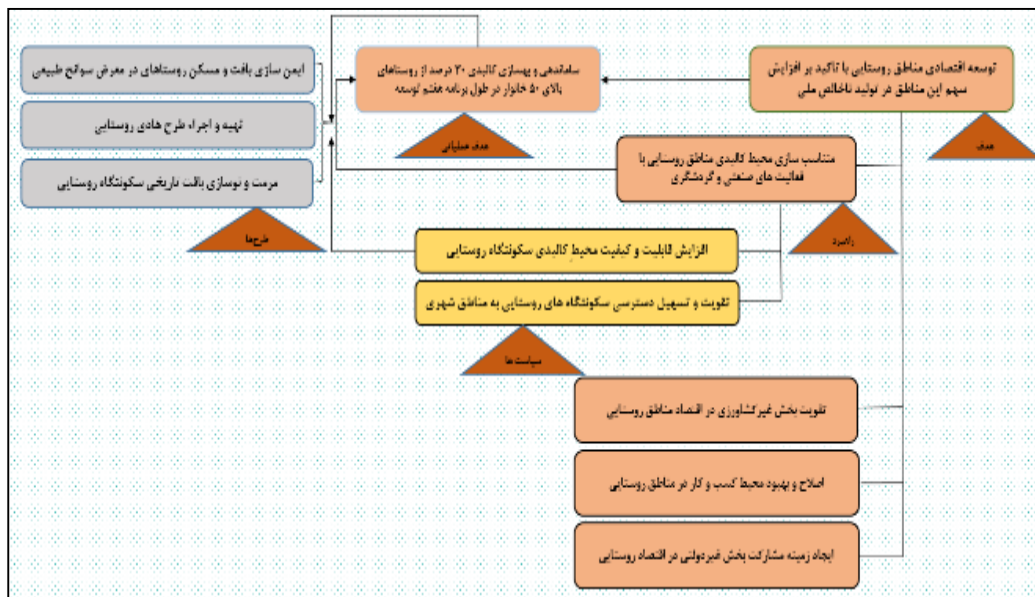 توسعه اقتصادی مناطق روستایی با تاکید بر افزایش
سهم این مناطق در تولید ناخالص ملی
هدف
ساماندهی و بهسازی کالبدی ۳۰ درصد از روستاهای
بالای ۵۰ خانوار در طول برنامه هفتم توسعه
هدف عملیاتی
ایمن سازی بافت و مسکن روستاهای در معرض سوانح طبیعی
تهیه و اجراء طرح هادی روستایی
مرمت و نوسازی بافت تاریخی سکونتگاه روستایی
طرح‌ها
متناسب سازی محیط کالبدی مناطق روستایی با
فعالیت های صنعتی و گردشگری
راهبرد
افزایش قابلیت و کیفیت محیط کالبدی سکونتگاه روستایی
تقویت و تسهیل دسترسی سکونتگاه های روستایی به مناطق شهری
سیاست ها
تقویت بخش غیرکشاورزی در اقتصاد مناطق روستایی
اصلاح و بهبود محیط کسب و کار در مناطق روستایی
ایجاد زمینه مشارکت بخش غیردولتی در اقتصاد روستایی